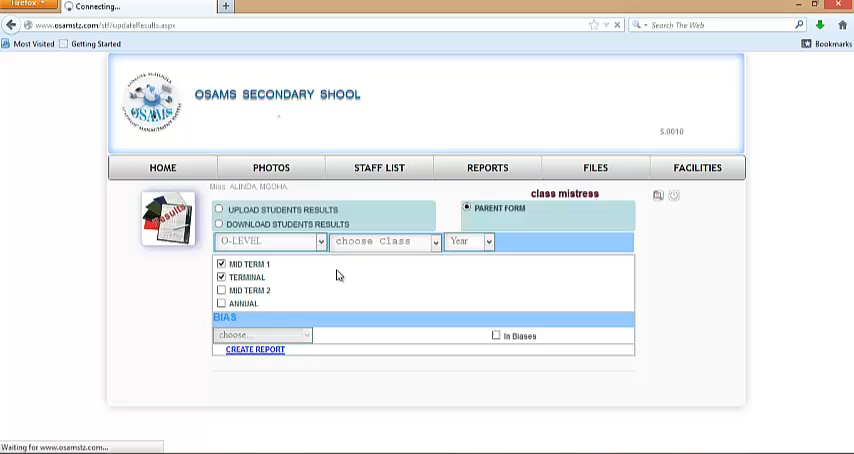 Firefox
Connecting...
www.osamstz.com/stf/updateResults.aspx
Search The Web
Most Visited
Getting Started
Bookmarks
OSAMS
OSAMS SECONDARY SHOOL
S.0010
HOME
PHOTOS
STAFF LIST
REPORTS
FILES
FACILITIES
Miss. ALINDA, MGOHA.
class mistress
Results
UPLOAD STUDENTS RESULTS
PARENT FORM
DOWNLOAD STUDENTS RESULTS
O-LEVEL
choose Class
Year
MID TERM 1
TERMINAL
MID TERM 2
ANNUAL
BIAS
choose...
In Biases
CREATE REPORT
Waiting for www.osamstz.com...